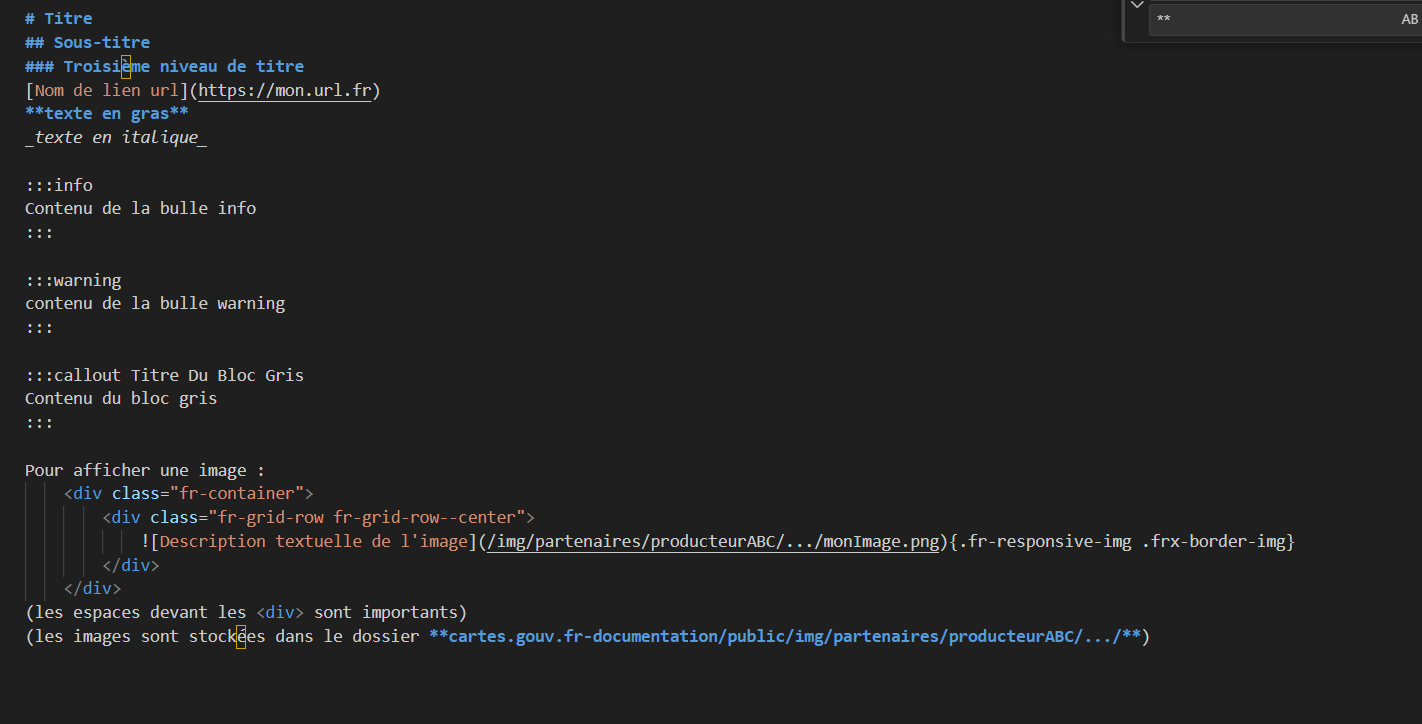 # Titre
## Sous-titre
### Troisième niveau de titre
[Nom de lien url](https://mon.url.fr)
**texte en gras**
_texte en italique_
:::info
Contenu de la bulle info
:::
:::warning
contenu de la bulle warning
:::
:::callout Titre Du Bloc Gris
Contenu du bloc gris
:::
Pour afficher une image :
<div class="fr-container">
<div class="fr-grid-row fr-grid-row--center">
![Description textuelle de l'image](/img/partenaires/producteurABC/.../monImage.png){.fr-responsive-img .frx-border-img}
</div>
</div>
(les espaces devant les <div> sont importants)
(les images sont stockées dans le dossier **cartes.gouv.fr-documentation/public/img/partenaires/producteurABC/.../**)
** AB